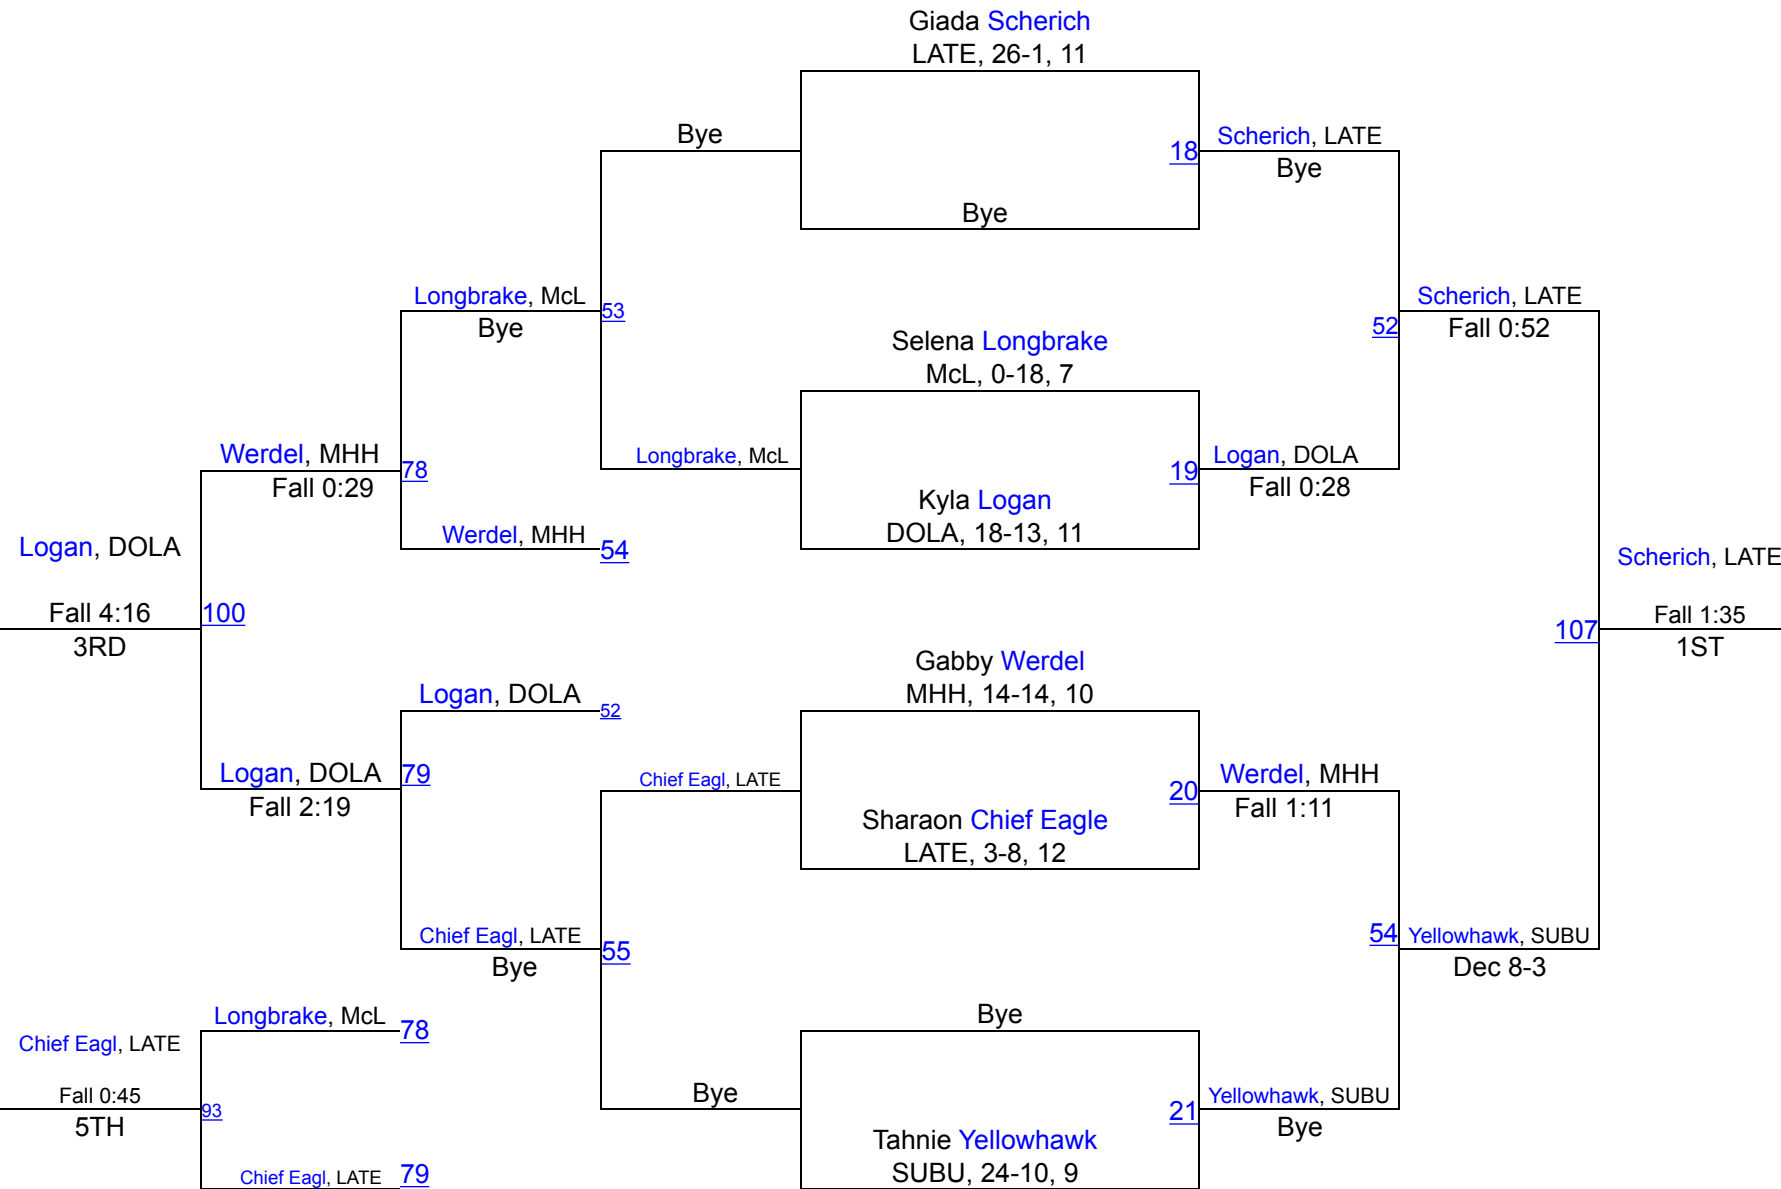 Giada Scherich
LATE, 26-1, 11
Bye
18
Scherich, LATE
Bye
Bye
Longbrake, McL
Bye
53
Scherich, LATE
Fall 0:52
52
Selena Longbrake
McL, 0-18, 7
Werdel, MHH
Fall 0:29
78
Longbrake, McL
19
Logan, DOLA
Fall 0:28
Kyla Logan
DOLA, 18-13, 11
Werdel, MHH
54
Logan, DOLA
Fall 4:16
3RD
100
Scherich, LATE
Fall 1:35
1ST
107
Gabby Werdel
MHH, 14-14, 10
Logan, DOLA
52
Logan, DOLA
Fall 2:19
79
Chief Eagl, LATE
20
Werdel, MHH
Fall 1:11
Sharaon Chief Eagle
LATE, 3-8, 12
Chief Eagl, LATE
Bye
55
54
Yellowhawk, SUBU
Dec 8-3
Bye
Longbrake, McL
78
Chief Eagl, LATE
Fall 0:45
5TH
93
Bye
21
Yellowhawk, SUBU
Bye
Tahnie Yellowhawk
SUBU, 24-10, 9
Chief Eagl, LATE
79